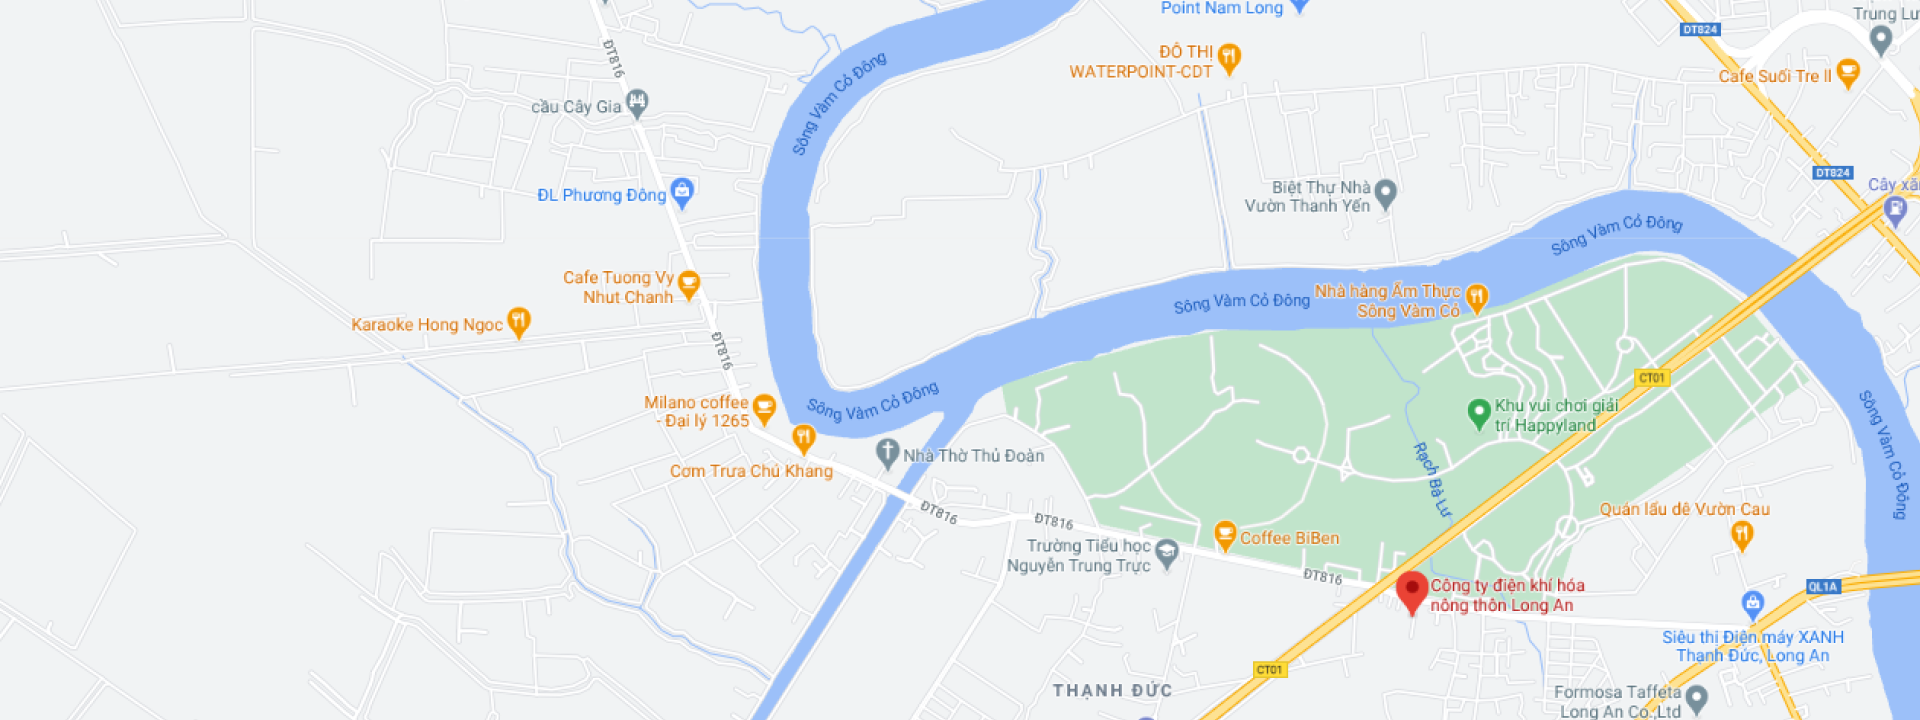 Point Nam Long
Trung Lư
DT824
ĐT816
ĐÔ THỊ
WATERPOINT-CDT
Cafe Suối Tre II
Sông Vàm Cỏ Đông
cầu Cây Gia
DT824
Cây xă
ĐL Phương Đông
Biệt Thự Nhà
Vườn Thanh Yến
Sông Vàm Cỏ Đông
Cafe Tuong Vy
Nhut Chanh
Sông Vàm Cỏ Đông
Nhà hàng Ẩm Thực
Sông Vàm Cỏ
Karaoke Hong Ngoc
ĐT816
CT01
Milano coffee
- Đại lý 1265
Sông Vàm Cỏ Đông
Khu vui chơi giải
trí Happyland
Sông Vàm Cỏ Đông
Cơm Trưa Chú Khang
Nhà Thờ Thủ Đoàn
Rạch Bà Lư
ĐT816
ĐT816
Quán lẩu dê Vườn Cau
Coffee BiBen
Trường Tiểu học
Nguyễn Trung Trực
ĐT816
Công ty điện khí hóa
nông thôn Long An
QL1A
Siêu thị Điện máy XANH
Thạnh Đức, Long An
CT01
THẠNH ĐỨC
Formosa Taffeta
Long An Co.,Ltd